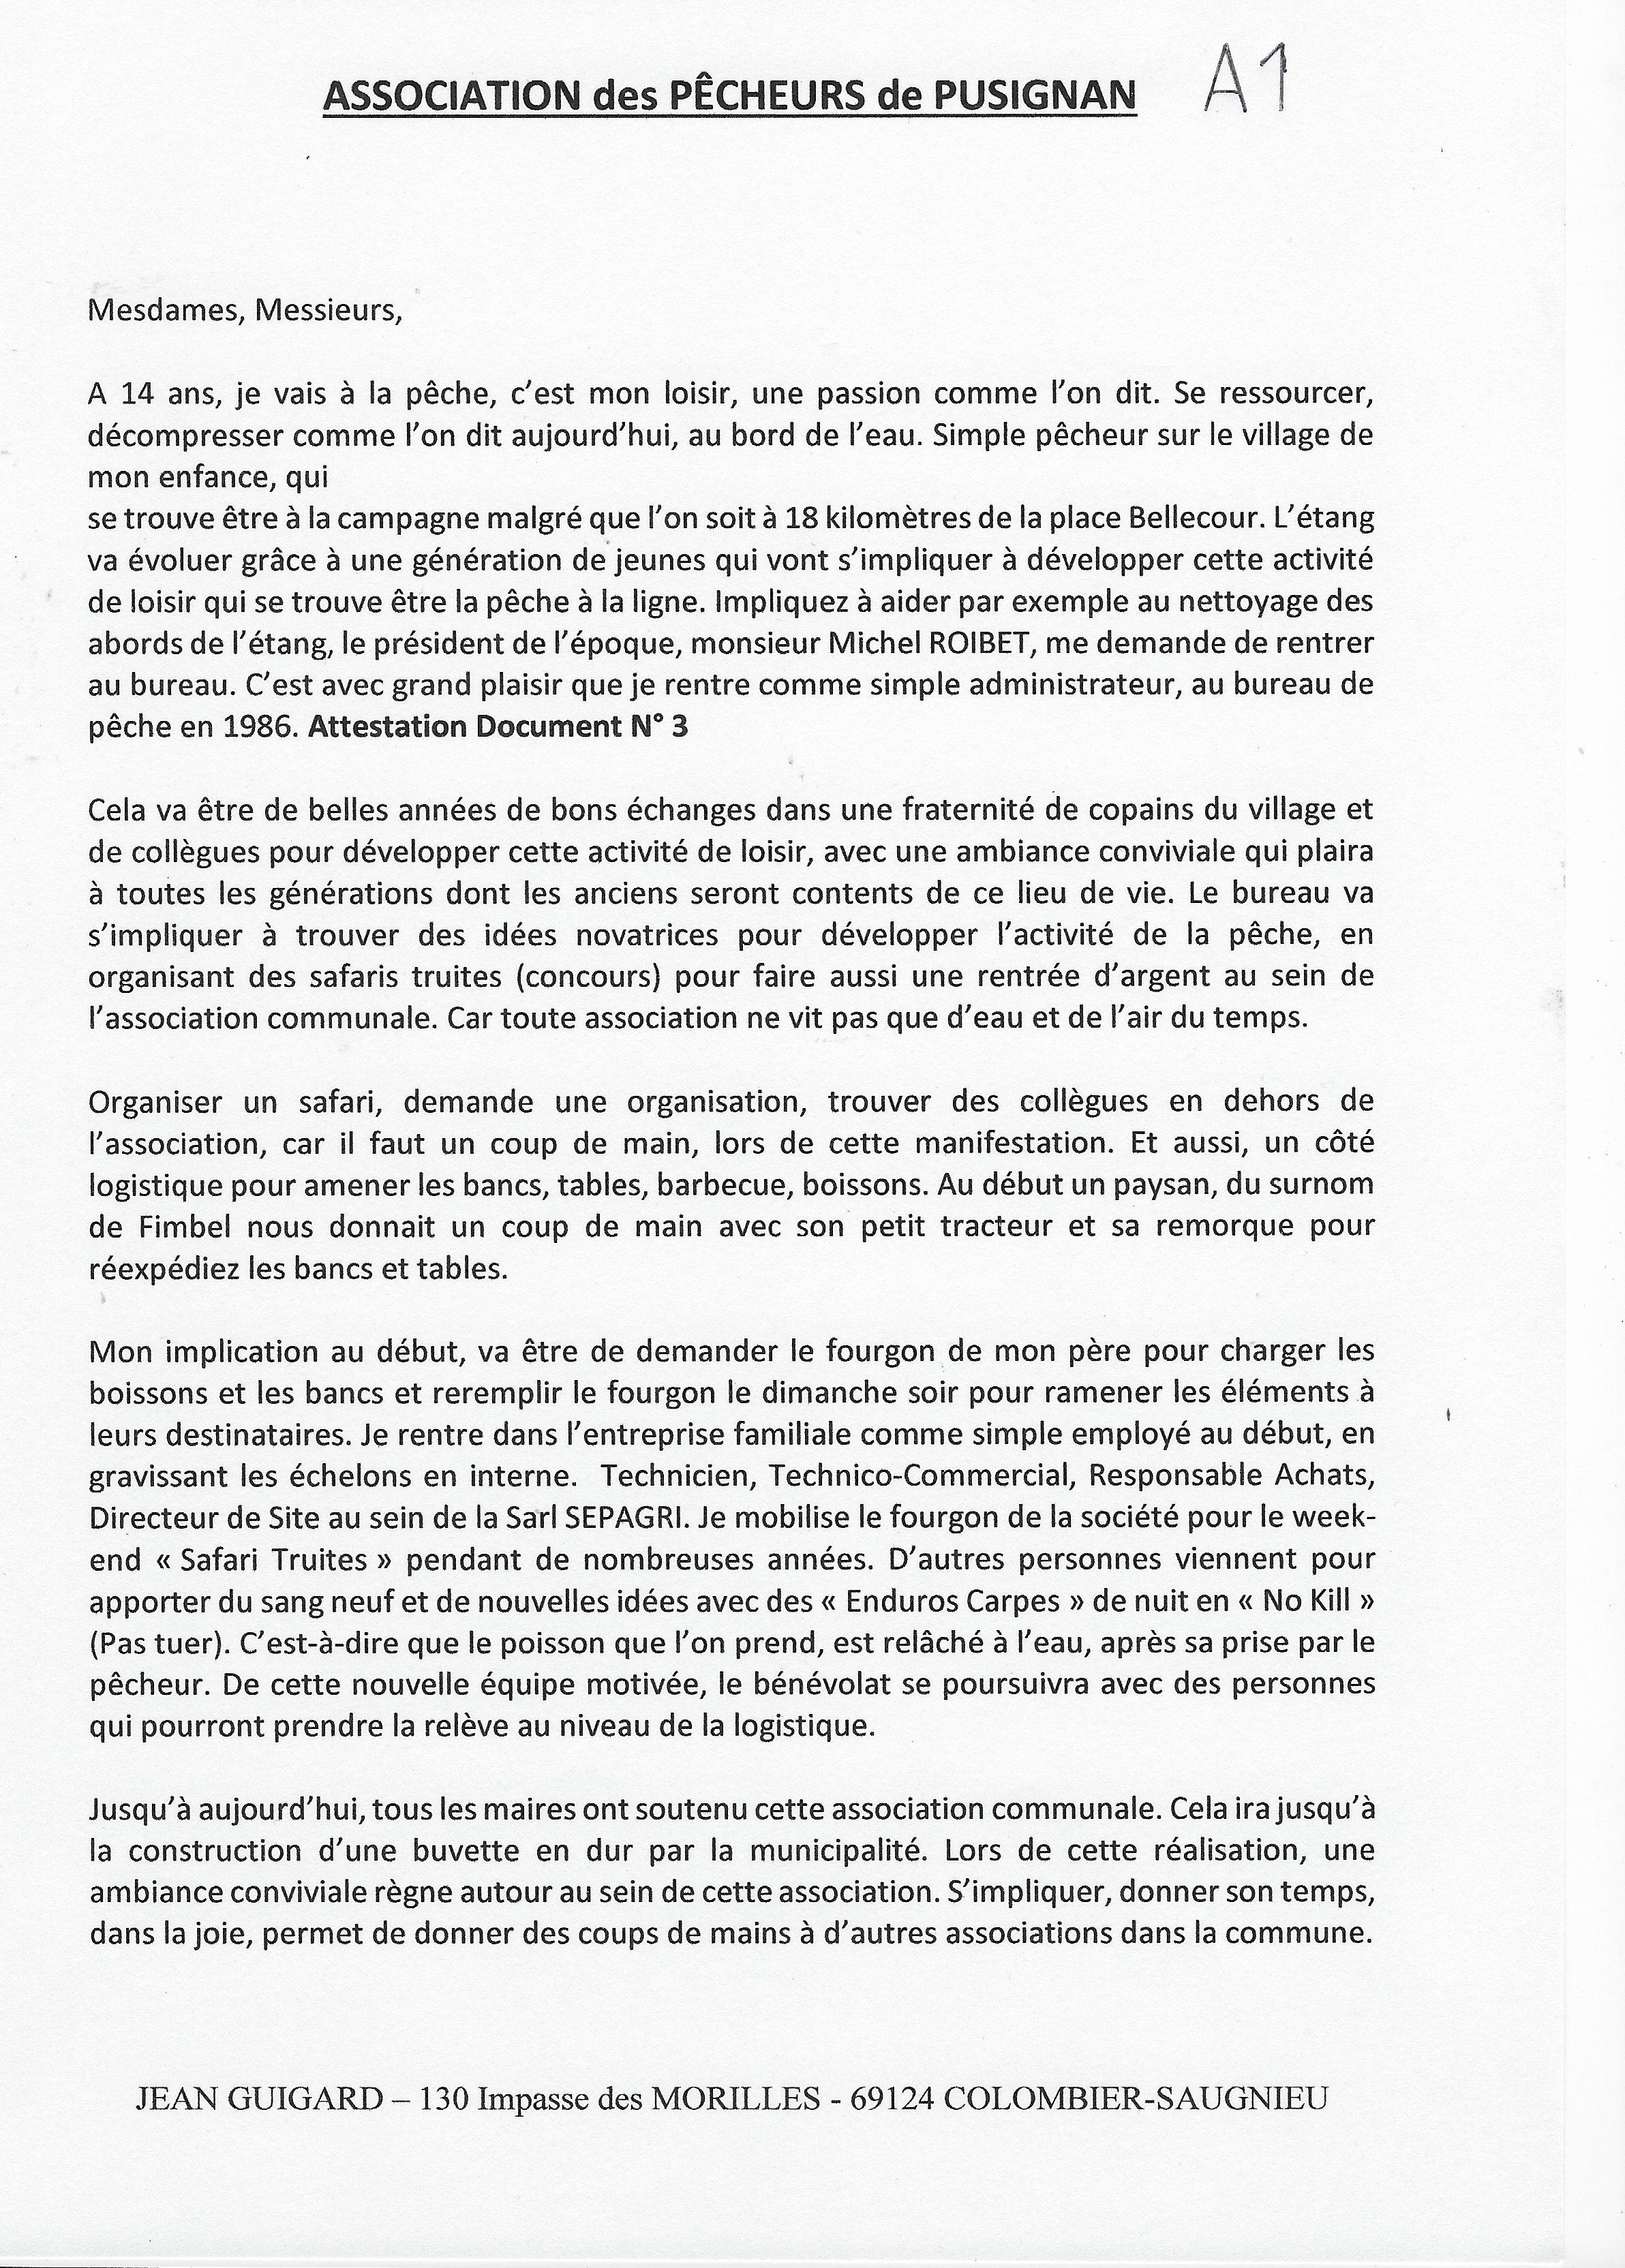 ASSOCIATION des PÊCHEURS de PUSIGNAN A1
Mesdames, Messieurs,
A 14 ans, je vais à la pêche, c’est mon loisir, une passion comme l’on dit. Se ressourcer,
décompresser comme l’on dit aujourd’hui, au bord de l’eau. Simple pêcheur sur le village de
mon enfance, qui
se trouve être à la campagne malgré que l’on soit à 18 kilomètres de la place Bellecour. L’étang
va évoluer grâce à une génération de jeunes qui vont s’impliquer à développer cette activité
de loisir qui se trouve être la pêche à la ligne. Impliquez à aider par exemple au nettoyage des
abords de l’étang, le président de l’époque, monsieur Michel ROIBET, me demande de rentrer
au bureau. C’est avec grand plaisir que je rentre comme simple administrateur, au bureau de
pêche en 1986. Attestation Document N° 3
Cela va être de belles années de bons échanges dans une fraternité de copains du village et
de collègues pour développer cette activité de loisir, avec une ambiance conviviale qui plaira
à toutes les générations dont les anciens seront contents de ce lieu de vie. Le bureau va
s’impliquer à trouver des idées novatrices pour développer l’activité de la pêche, en
organisant des safaris truites (concours) pour faire aussi une rentrée d’argent au sein de
l’association communale. Car toute association ne vit pas que d’eau et de l’air du temps.
Organiser un safari, demande une organisation, trouver des collègues en dehors de
l’association, car il faut un coup de main, lors de cette manifestation. Et aussi, un côté
logistique pour amener les bancs, tables, barbecue, boissons. Au début un paysan, du surnom
de Fimbel nous donnait un coup de main avec son petit tracteur et sa remorque pour
réexpédiez les bancs et tables.
Mon implication au début, va être de demander le fourgon de mon père pour charger les
boissons et les bancs et reremplir le fourgon le dimanche soir pour ramener les éléments à
leurs destinataires. Je rentre dans l’entreprise familiale comme simple employé au début, en
gravissant les échelons en interne. Technicien, Technico-Commercial, Responsable Achats,
Directeur de Site au sein de la Sarl SEPAGRI. Je mobilise le fourgon de la société pour le week-
end « Safari Truites » pendant de nombreuses années. D’autres personnes viennent pour
apporter du sang neuf et de nouvelles idées avec des « Enduros Carpes » de nuit en « No Kill »
(Pas tuer). C’est-à-dire que le poisson que l’on prend, est relâché à l’eau, après sa prise par le
pêcheur. De cette nouvelle équipe motivée, le bénévolat se poursuivra avec des personnes
qui pourront prendre la relève au niveau de la logistique.
Jusqu’à aujourd’hui, tous les maires ont soutenu cette association communale. Cela ira jusqu’à
la construction d’une buvette en dur par la municipalité. Lors de cette réalisation, une
ambiance conviviale règne autour au sein de cette association. S’impliquer, donner son temps,
dans la joie, permet de donner des coups de mains à d’autres associations dans la commune.
JEAN GUIGARD – 130 Impasse des MORILLES - 69124 COLOMBIER-SAUGNIEU